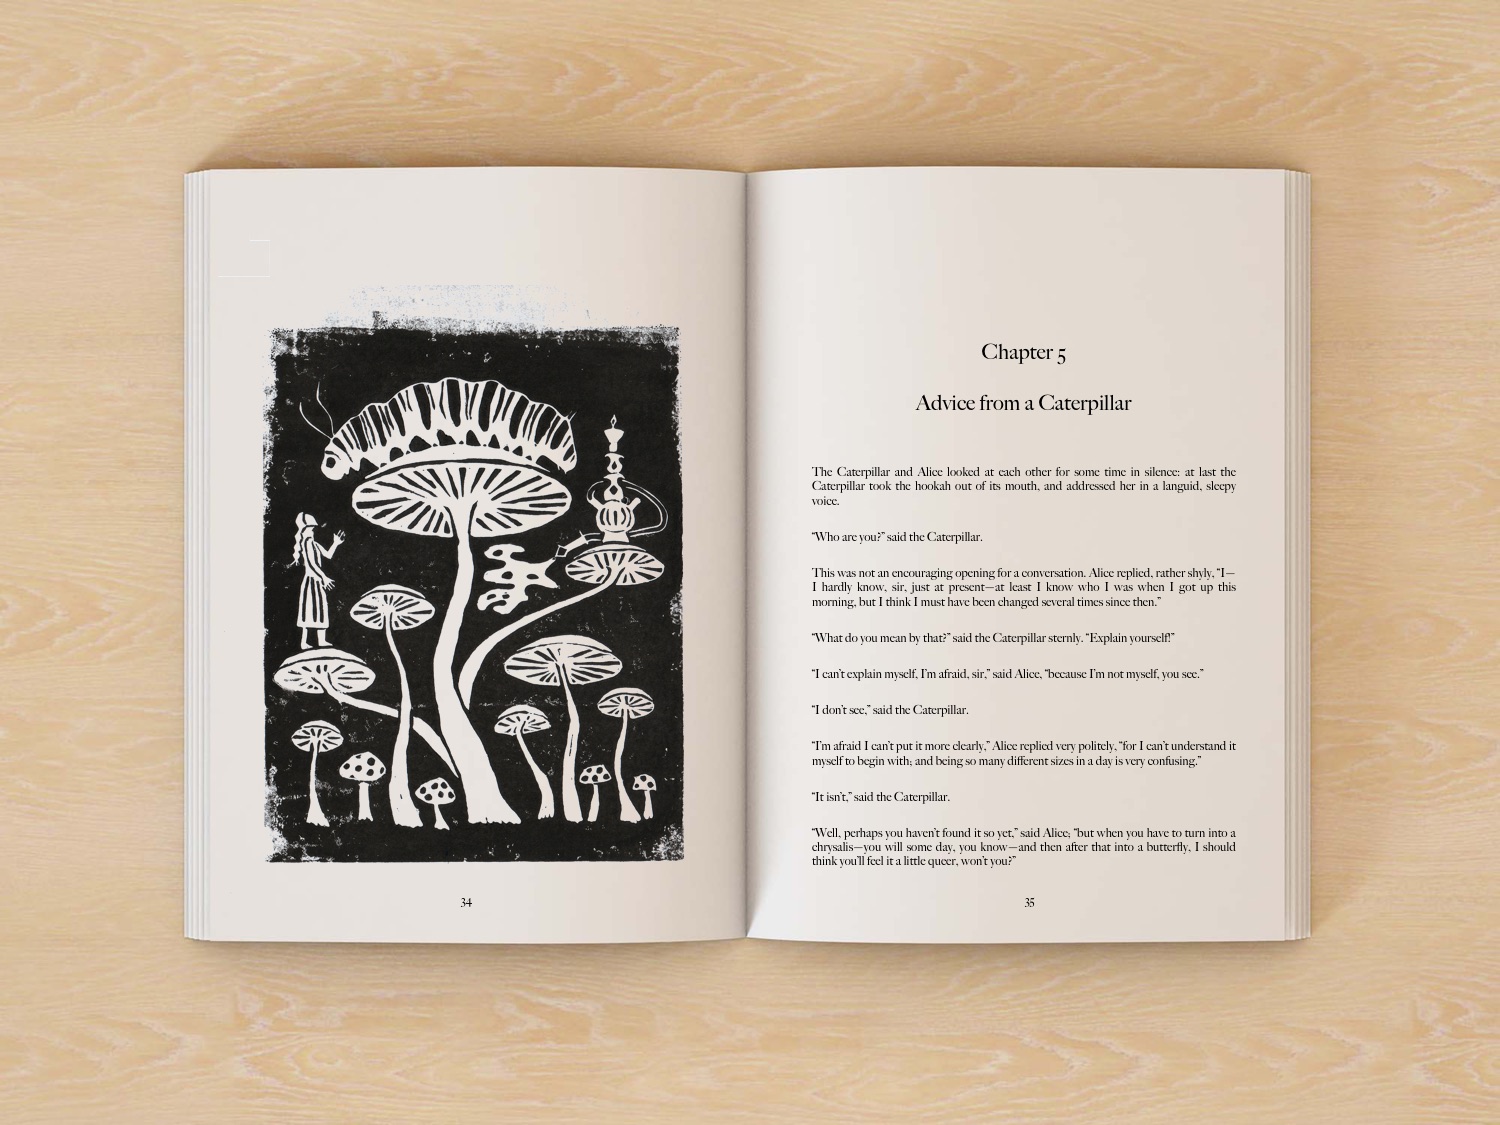 34
Chapter 5
Advice from a Caterpillar
The Caterpillar and Alice looked at each other for some time in silence: at last the
Caterpillar took the hookah out of its mouth, and addressed her in a languid, sleepy
voice.
“Who are you?” said the Caterpillar.
This was not an encouraging opening for a conversation. Alice replied, rather shyly, “I—
I hardly know, sir, just at present—at least I know who I was when I got up this
morning, but I think I must have been changed several times since then.”
“What do you mean by that?” said the Caterpillar sternly. “Explain yourself!”
“I can’t explain myself, I’m afraid, sir,” said Alice, “because I’m not myself, you see.”
“I don’t see,” said the Caterpillar.
“I’m afraid I can’t put it more clearly,” Alice replied very politely, “for I can’t understand it
myself to begin with; and being so many different sizes in a day is very confusing.”
“It isn’t,” said the Caterpillar.
“Well, perhaps you haven’t found it so yet,” said Alice; “but when you have to turn into a
chrysalis—you will some day, you know—and then after that into a butterfly, I should
think you’ll feel it a little queer, won’t you?”
35